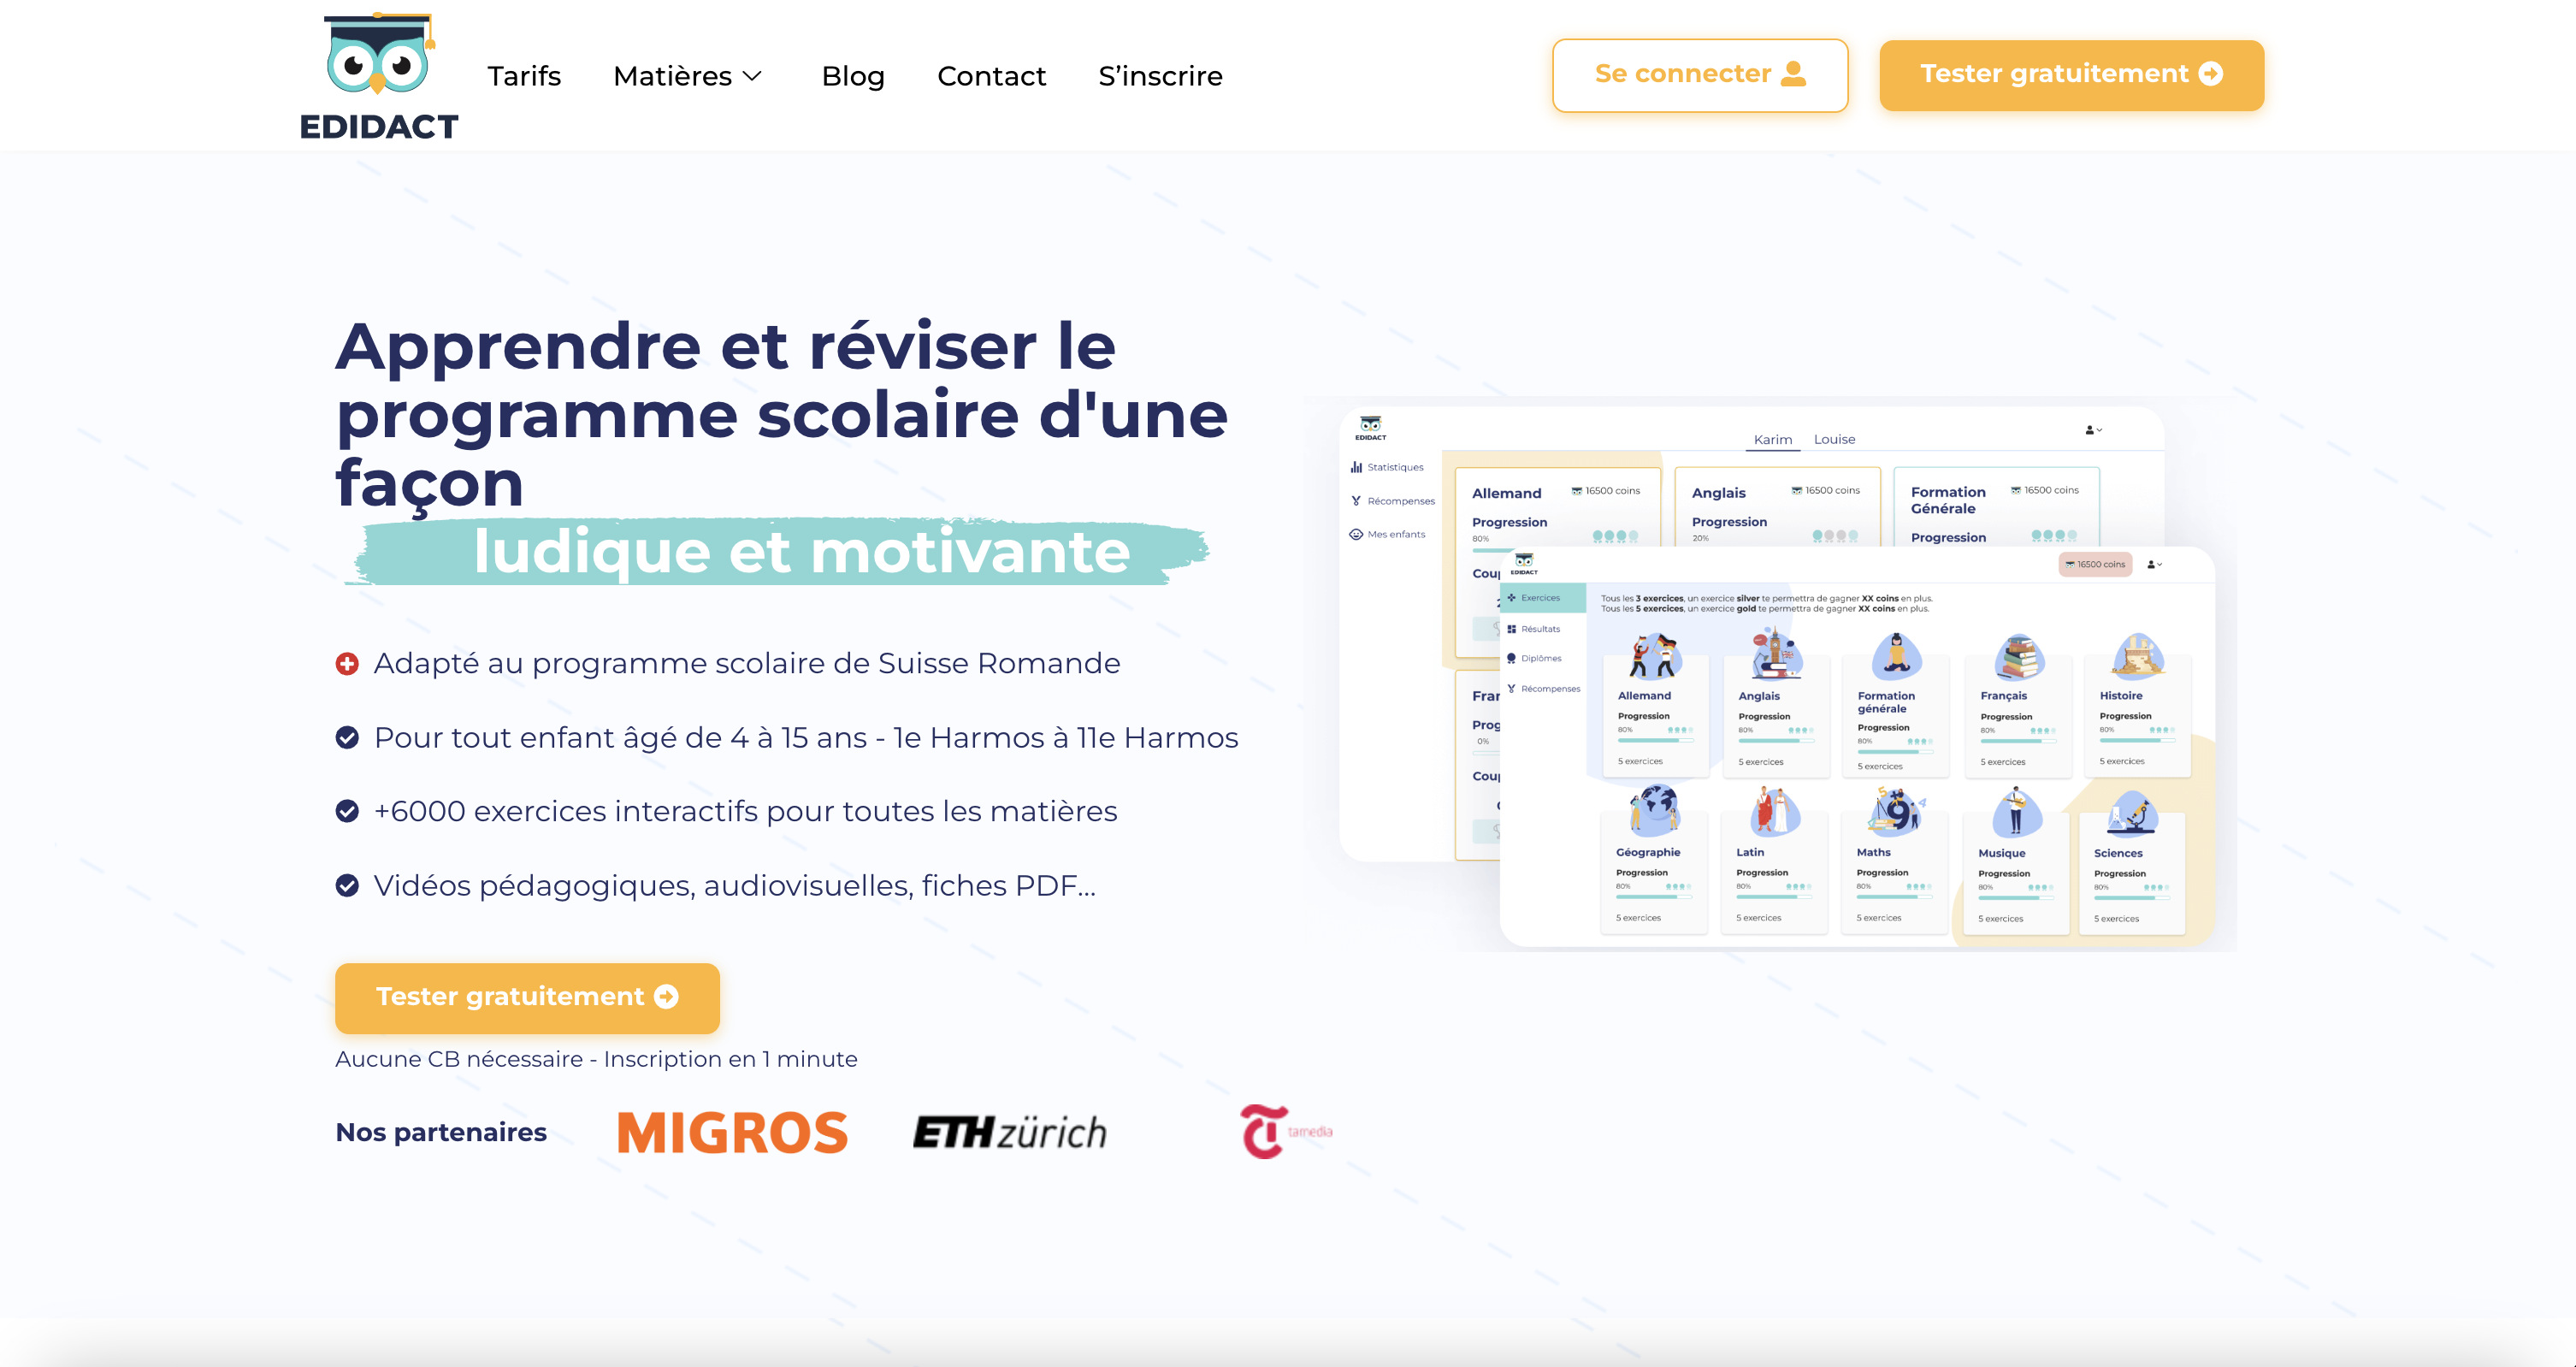 EDIDACT
Tarifs
Matières
Blog
Contact
S'inscrire
Se connecter
Tester gratuitement
Apprendre et réviser le
programme scolaire d'une
façon
ludique et motivante
Adapté au programme scolaire de Suisse Romande
Pour tout enfant âgé de 4 à 15 ans - 1e Harmos à 11e Harmos
+6000 exercices interactifs pour toutes les matières
Vidéos pédagogiques, audiovisuelles, fiches PDF...
Tester gratuitement
Aucune CB nécessaire - Inscription en 1 minute
Nos partenaires
MIGROS
ETH zürich
tamedia
EDIDACT
Karim Louise
Statistiques
Récompenses
Mes enfants
Allemand 16500 coins
Progression
80%
Anglais 16500 coins
Progression
20%
Formation
Générale
16500 coins
Progression
Coup
Fran
Prog
0%
Coup
EDIDACT
16500 coins
Exercices
Résultats
Diplômes
Récompenses
Tous les 3 exercices, un exercice silver te permettra de gagner XX coins en plus.
Tous les 5 exercices, un exercice gold te permettra de gagner XX coins en plus.
Allemand
Progression
80%
5 exercices
Anglais
Progression
80%
5 exercices
Formation
générale
Progression
80%
5 exercices
Français
Progression
80%
5 exercices
Histoire
Progression
80%
5 exercices
Géographie
Progression
80%
5 exercices
Latin
Progression
80%
5 exercices
Maths
Progression
80%
5 exercices
Musique
Progression
80%
5 exercices
Sciences
Progression
80%
5 exercices